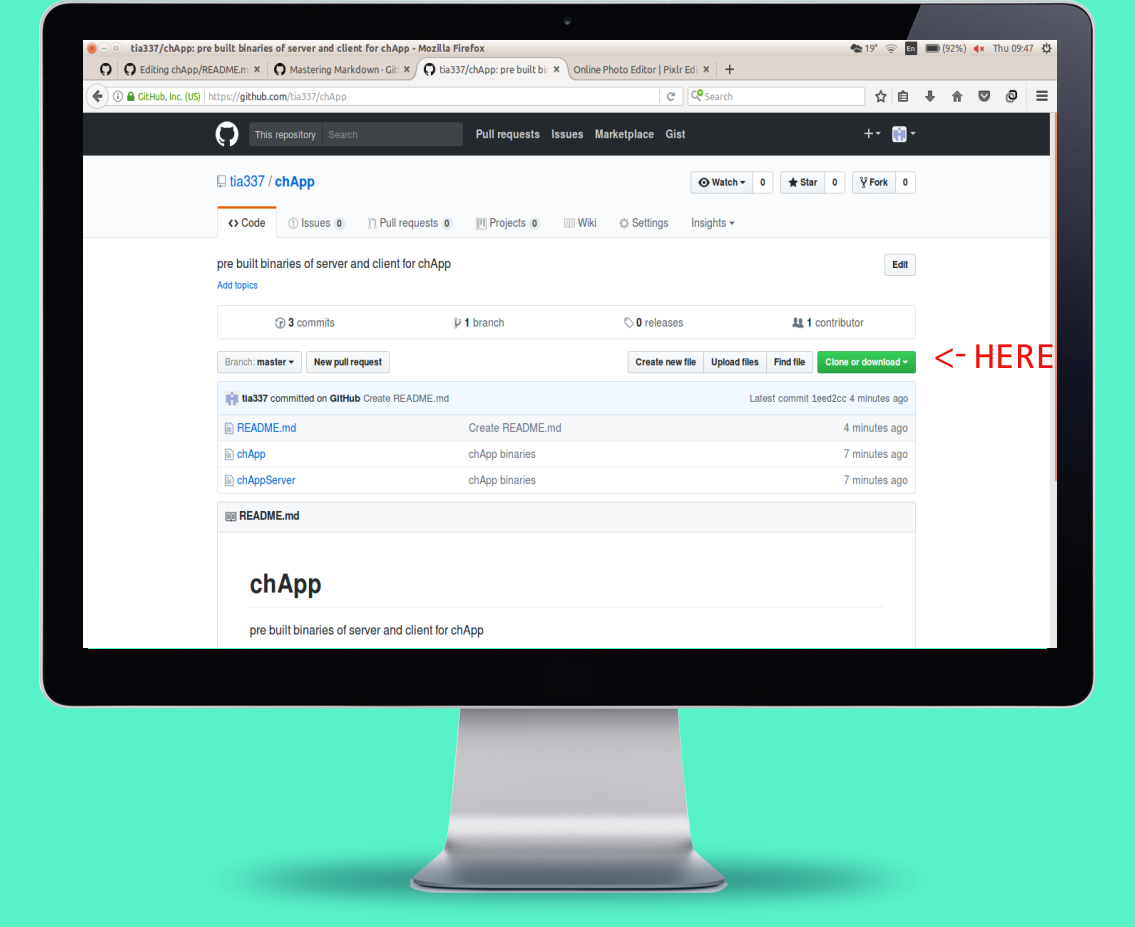 tia337/chApp: pre built binaries of server and client for chApp - Mozilla Firefox 19° En (92%) Thu 09:47
Editing chApp/README.m × Mastering Markdown · Git × tia337/chApp: pre built bin × Online Photo Editor | Pixlr Edi × +
GitHub, Inc. (US) https://github.com/tia337/chApp Search
This repository Search Pull requests Issues Marketplace Gist
tia337 / chApp Watch 0 Star 0 Fork 0
Code Issues 0 Pull requests 0 Projects 0 Wiki Settings Insights
pre built binaries of server and client for chApp Edit
Add topics
3 commits 1 branch 0 releases 1 contributor
Branch: master New pull request Create new file Upload files Find file Clone or download <- HERE
tia337 committed on GitHub Create README.md Latest commit 1eed2cc 4 minutes ago
README.md Create README.md 4 minutes ago
chApp chApp binaries 7 minutes ago
chAppServer chApp binaries 7 minutes ago
README.md
chApp
pre built binaries of server and client for chApp